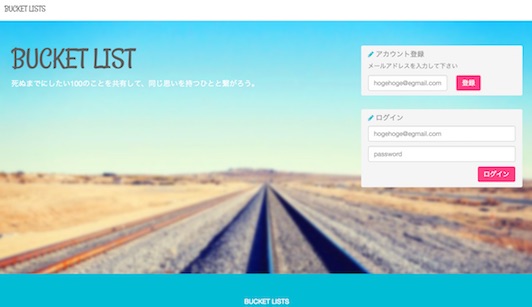 BUCKET LISTS
BUCKET LIST
死ぬまでにしたい100のことを共有して、同じ思いを持つひとと繋がろう。
アカウント登録
メールアドレスを入力して下さい
hogehoge@egmail.com
登録
ログイン
hogehoge@egmail.com
password
ログイン
BUCKET LISTS